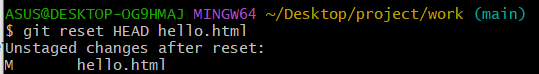 ASUS@DESKTOP-OG9HMAJ MINGW64 ~/Desktop/project/work (main)
$ git reset HEAD hello.html
Unstaged changes after reset:
M       hello.html